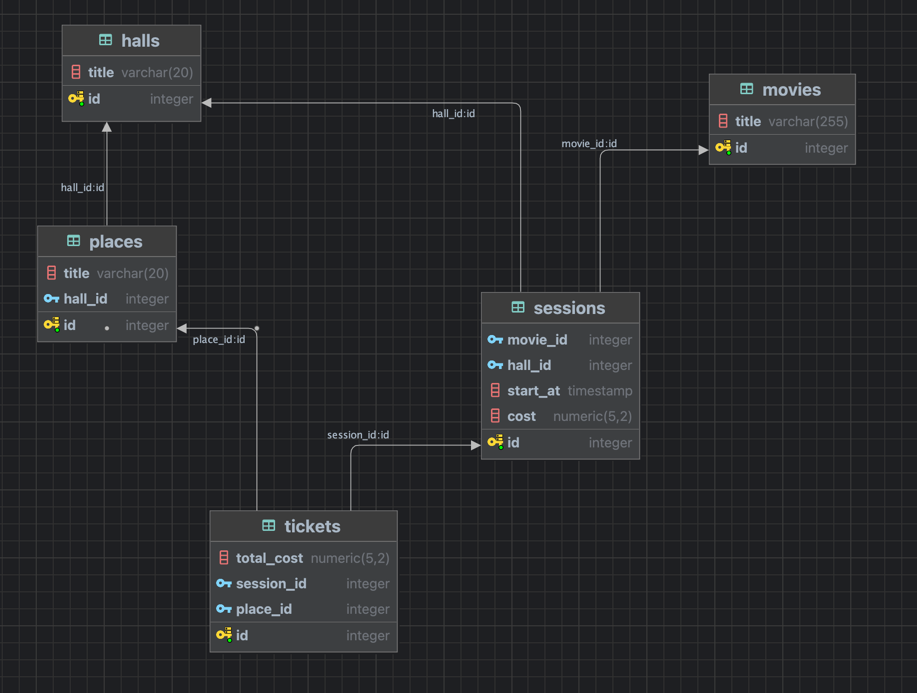 halls
title varchar(20)
id integer
hall_id:id
movies
title varchar(255)
id integer
movie_id:id
hall_id:id
places
title varchar(20)
hall_id integer
id integer
place_id:id
sessions
movie_id integer
hall_id integer
start_at timestamp
cost numeric(5,2)
id integer
session_id:id
tickets
total_cost numeric(5,2)
session_id integer
place_id integer
id integer